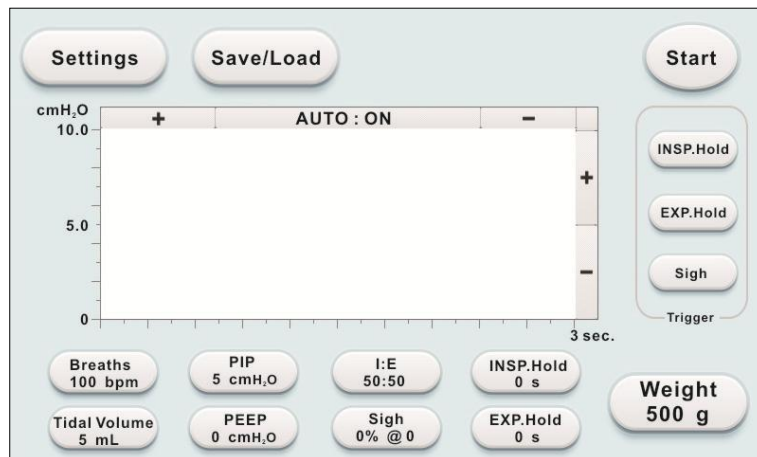 Settings
Save/Load
Start
cmH₂O
+
AUTO : ON
−
10.0
5.0
0
+
−
3 sec.
INSP.Hold
EXP.Hold
Sigh
Trigger
Breaths
100 bpm
PIP
5 cmH₂O
I:E
50:50
INSP.Hold
0 s
Tidal Volume
5 mL
PEEP
0 cmH₂O
Sigh
0% @ 0
EXP.Hold
0 s
Weight
500 g